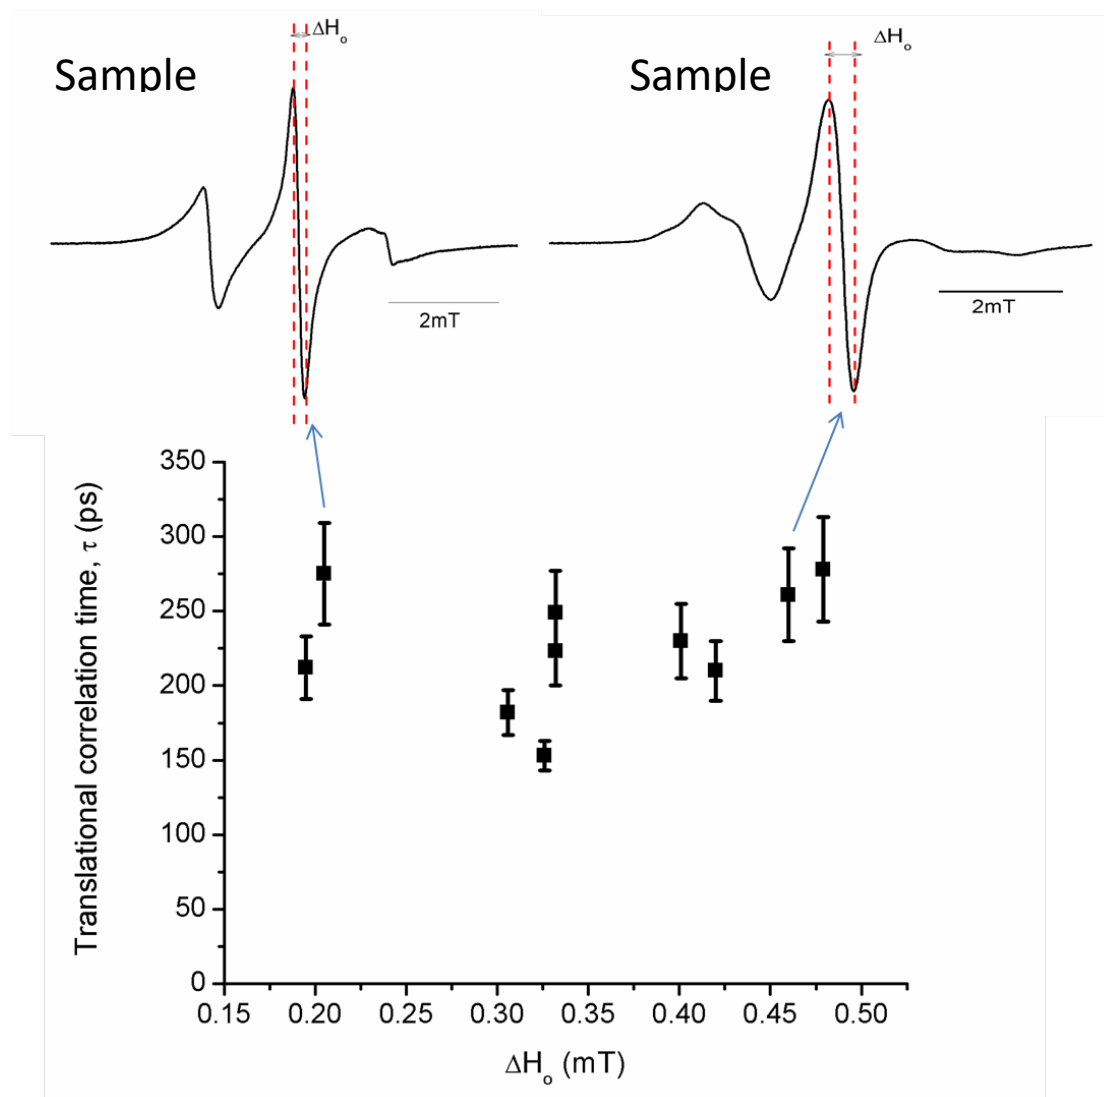 ΔHₒ
Sample
ΔHₒ
Sample
2mT
2mT
Translational correlation time, τ (ps)
350
300
250
200
150
100
50
0
0.15 0.20 0.25 0.30 0.35 0.40 0.45 0.50
ΔHₒ (mT)